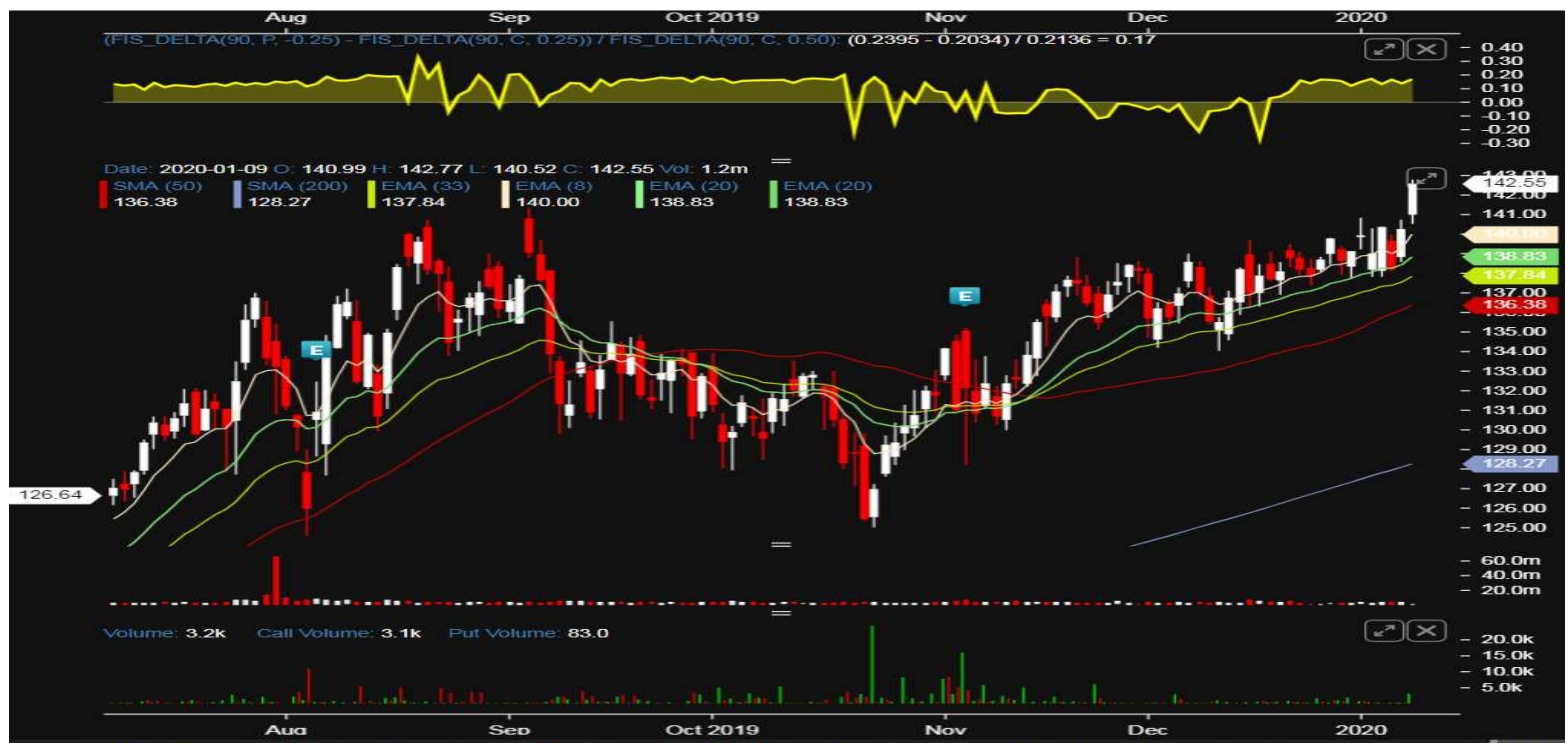 Aug Sep Oct 2019 Nov Dec 2020
(FIS_DELTA(90, P, -0.25) - FIS_DELTA(90, C, 0.25)) / FIS_DELTA(90, C, 0.50): (0.2395 - 0.2034) / 0.2136 = 0.17
0.40
0.30
0.20
0.10
0.00
-0.10
-0.20
-0.30
Date: 2020-01-09 O: 140.99 H: 142.77 L: 140.52 C: 142.55 Vol: 1.2m
SMA (50) SMA (200) EMA (33) EMA (8) EMA (20) EMA (20)
136.38 128.27 137.84 140.00 138.83 138.83
143.00
142.55
142.00
141.00
140.00
138.83
137.84
137.00
136.38
135.00
134.00
133.00
132.00
131.00
130.00
129.00
128.27
127.00
126.00
125.00
E
E
126.64
60.0m
40.0m
20.0m
Volume: 3.2k Call Volume: 3.1k Put Volume: 83.0
20.0k
15.0k
10.0k
5.0k
Aug Sep Oct 2019 Nov Dec 2020